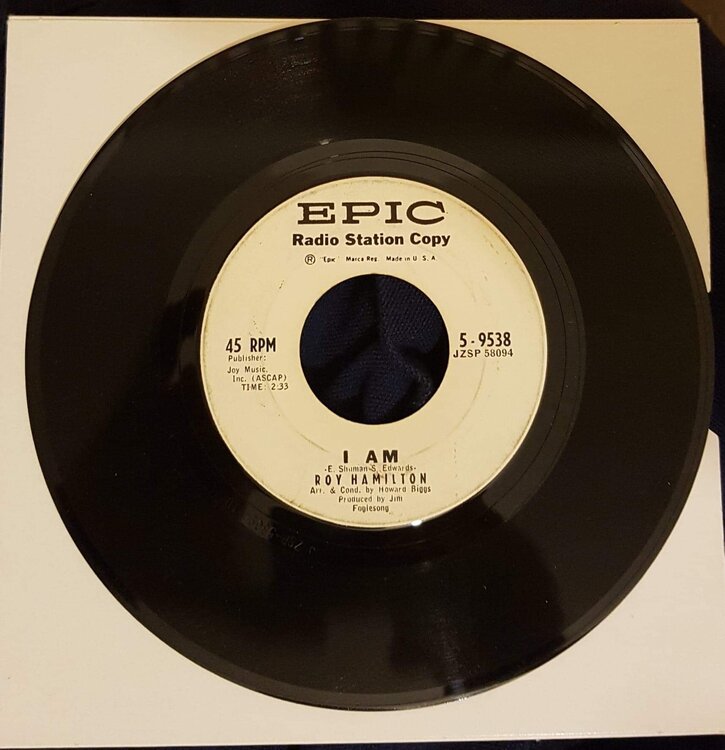 EPIC
Radio Station Copy
Ⓡ "Epic" Marca Reg. Made in U. S. A
45 RPM
Publisher:
Joy Music,
Inc. (ASCAP)
TIME: 2:33
5-9538
JZSP 58094
I AM
-E. Shuman-S. Edwards-
ROY HAMILTON
Arr. & Cond. by Howard Biggs
Produced by Jim
Foglesong